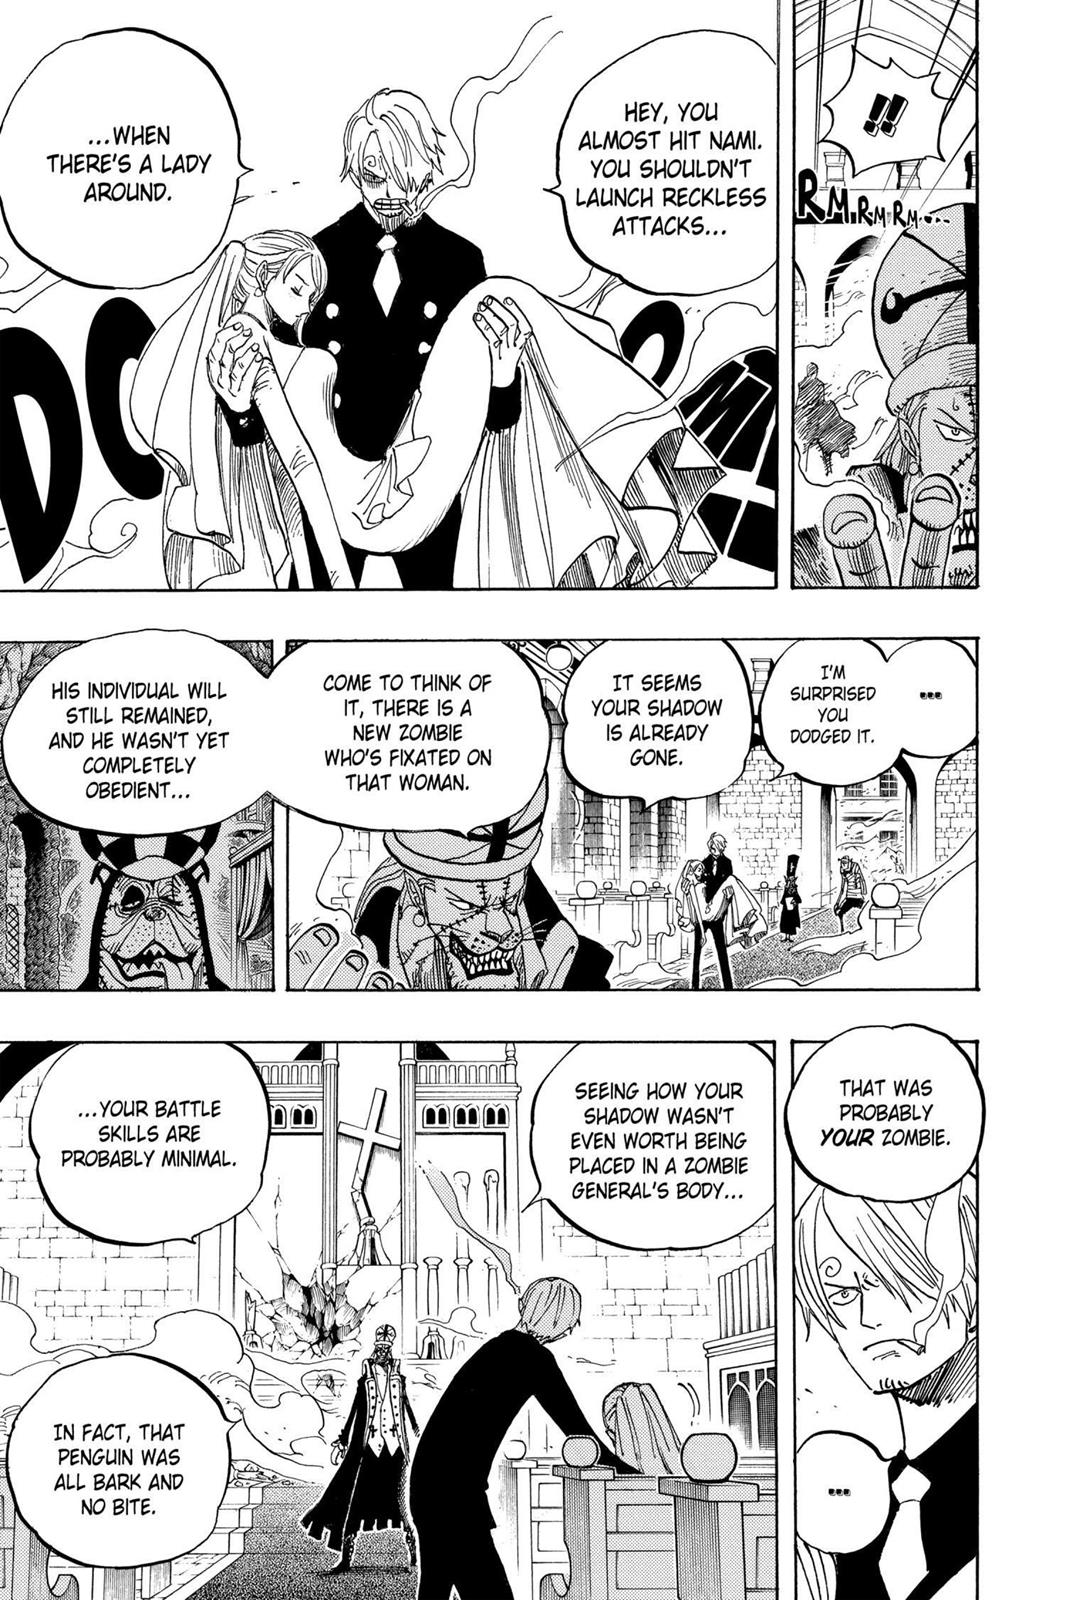 !!
RM RM RM...
HEY, YOU
ALMOST HIT NAMI.
YOU SHOULDN'T
LAUNCH RECKLESS
ATTACKS...
...WHEN
THERE'S A LADY
AROUND.
DOOM
...
I'M
SURPRISED
YOU
DODGED IT.
IT SEEMS
YOUR SHADOW
IS ALREADY
GONE.
COME TO THINK OF
IT, THERE IS A
NEW ZOMBIE
WHO'S FIXATED ON
THAT WOMAN.
HIS INDIVIDUAL WILL
STILL REMAINED,
AND HE WASN'T YET
COMPLETELY
OBEDIENT...
THAT WAS
PROBABLY
YOUR ZOMBIE.
...
SEEING HOW YOUR
SHADOW WASN'T
EVEN WORTH BEING
PLACED IN A ZOMBIE
GENERAL'S BODY...
...YOUR BATTLE
SKILLS ARE
PROBABLY MINIMAL.
IN FACT, THAT
PENGUIN WAS
ALL BARK AND
NO BITE.